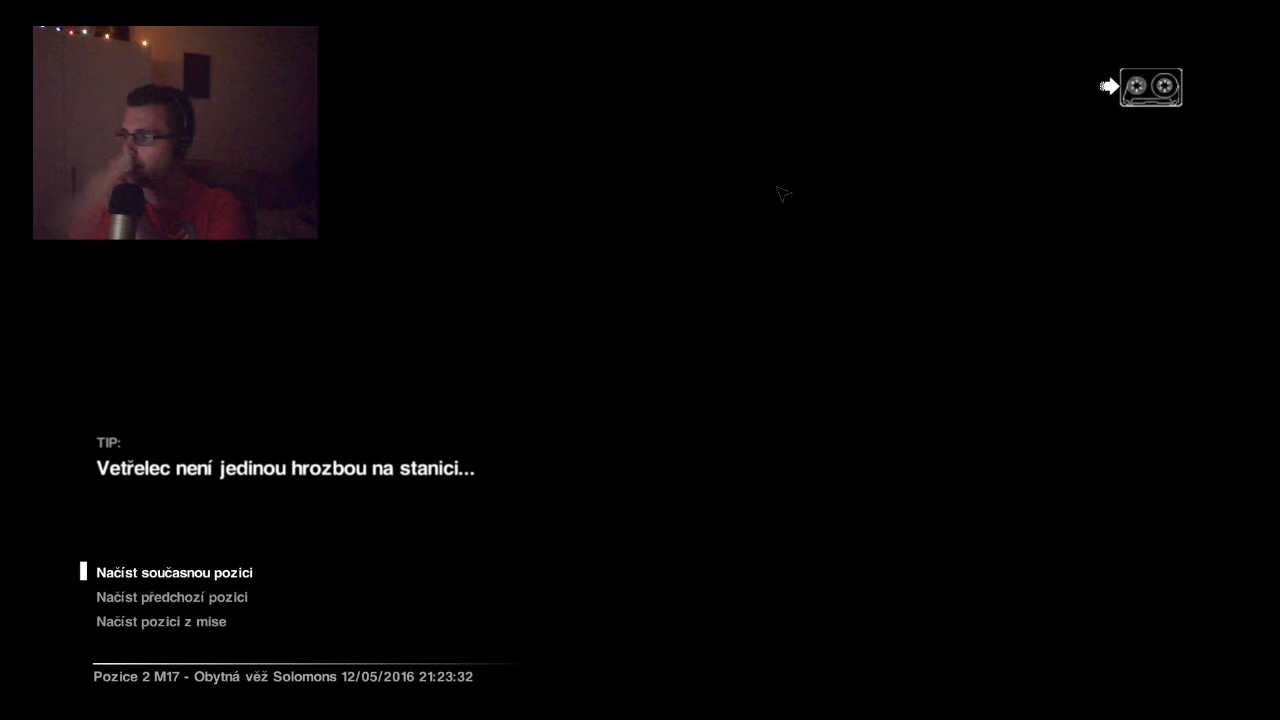 TIP:
Vetřelec není jedinou hrozbou na stanici...
Načíst současnou pozici
Načíst předchozí pozici
Načíst pozici z mise
Pozice 2 M17 - Obytná věž Solomons 12/05/2016 21:23:32